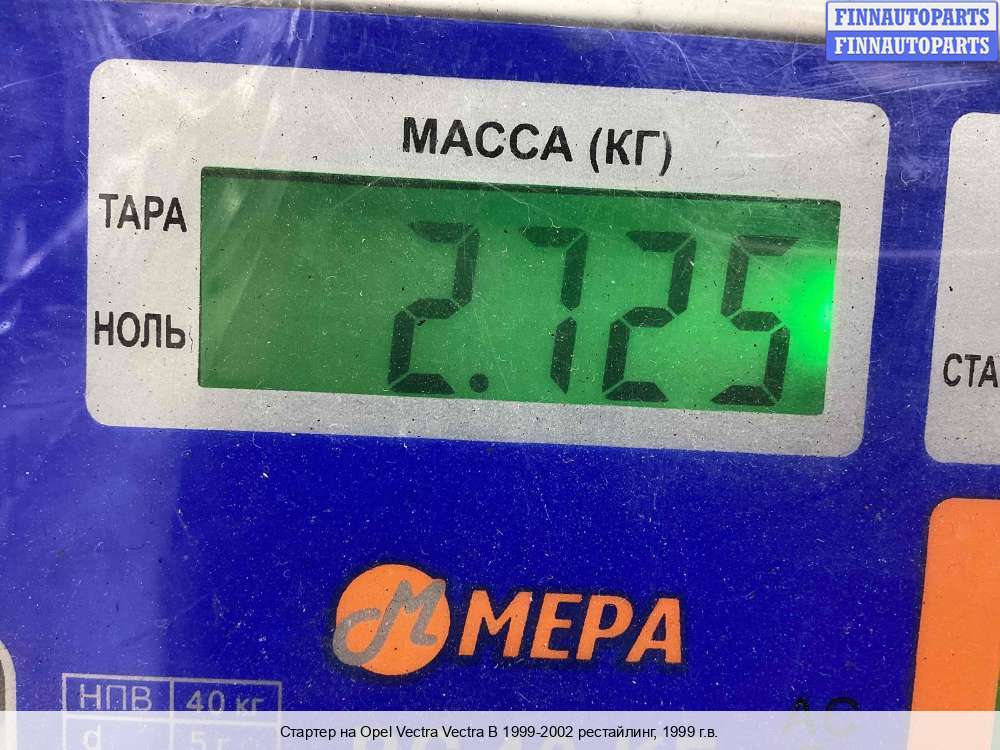 FINNAUTOPARTS
FINNAUTOPARTS
МАССА (КГ)
ТАРА
2.725
НОЛЬ
СТА
МЕРА
НПВ 40 кг
d 5 г
Стартер на Opel Vectra Vectra B 1999-2002 рестайлинг, 1999 г.в.